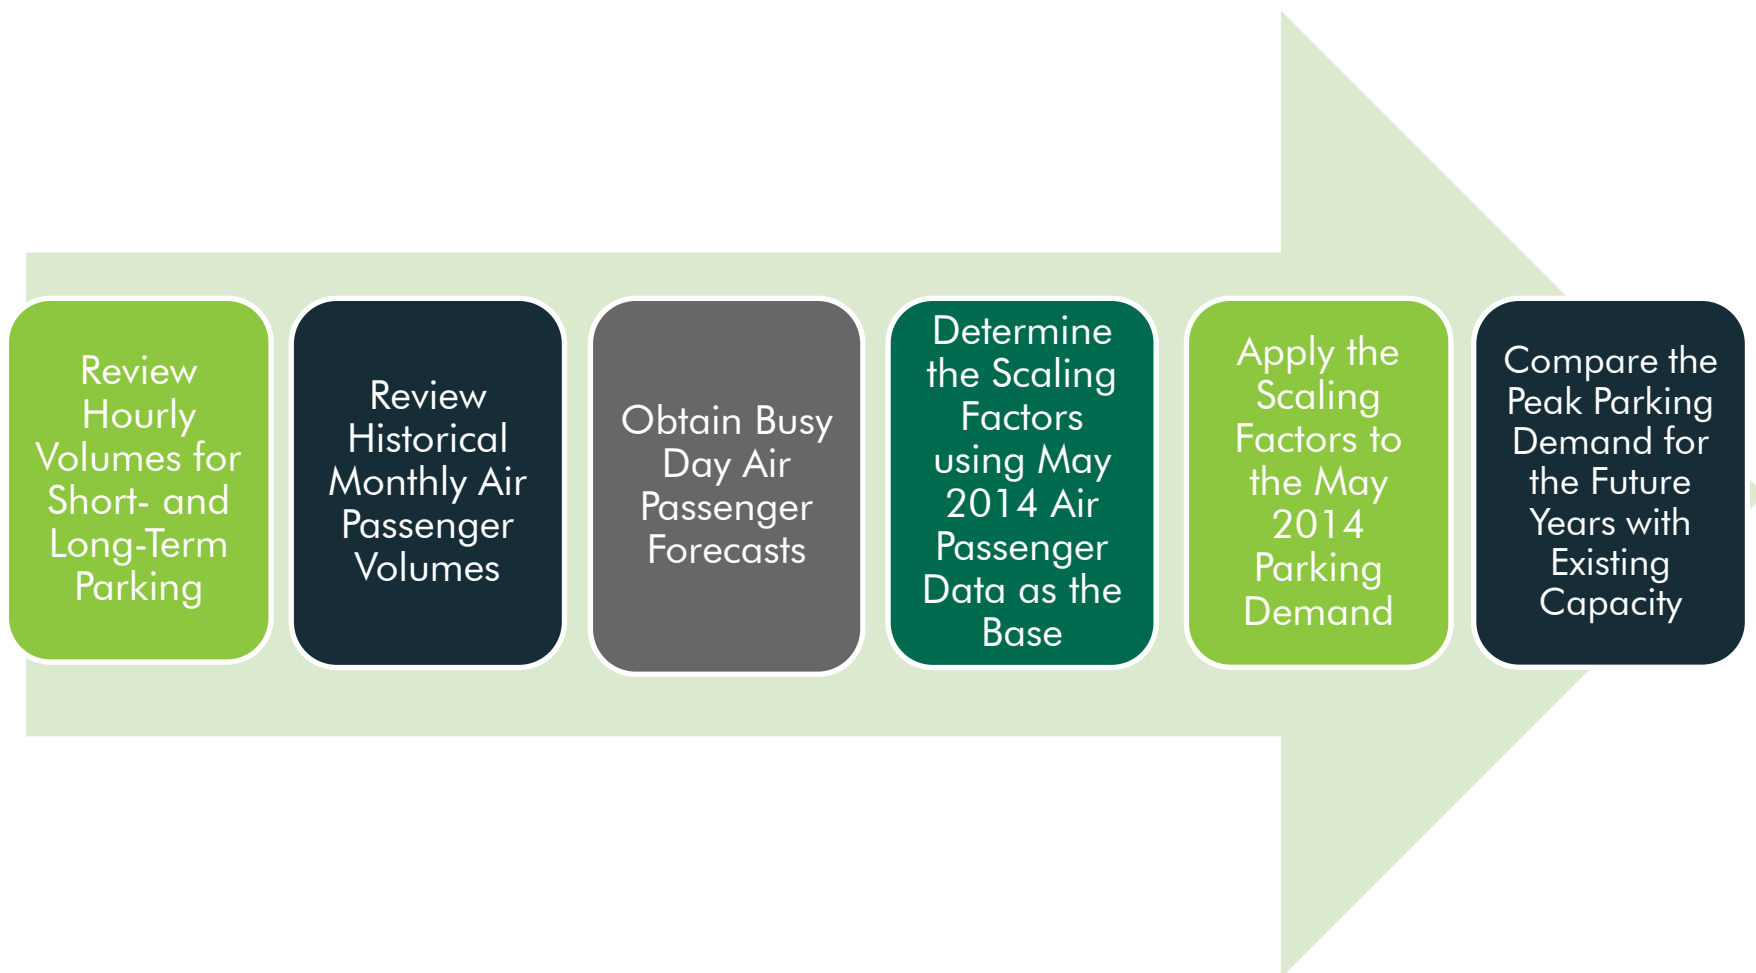 Review
Hourly
Volumes for
Short- and
Long-Term
Parking
Review
Historical
Monthly Air
Passenger
Volumes
Obtain Busy
Day Air
Passenger
Forecasts
Determine
the Scaling
Factors
using May
2014 Air
Passenger
Data as the
Base
Apply the
Scaling
Factors to
the May
2014
Parking
Demand
Compare the
Peak Parking
Demand for
the Future
Years with
Existing
Capacity